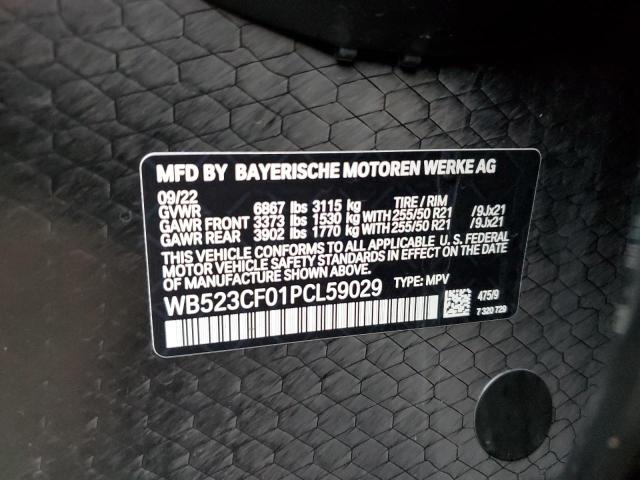 MFD BY BAYERISCHE MOTOREN WERKE AG
09/22 TIRE / RIM
GVWR 6867 lbs 3115 kg
GAWR FRONT 3373 lbs 1530 kg WITH 255/50 R21 /9Jx21
GAWR REAR 3902 lbs 1770 kg WITH 255/50 R21 /9Jx21
THIS VEHICLE CONFORMS TO ALL APPLICABLE U. S. FEDERAL
MOTOR VEHICLE SAFETY STANDARDS IN EFFECT ON THE DATE
OF MANUFACTURE SHOWN ABOVE.
WB523CF01PCL59029 TYPE: MPV
475/9
7 320 720